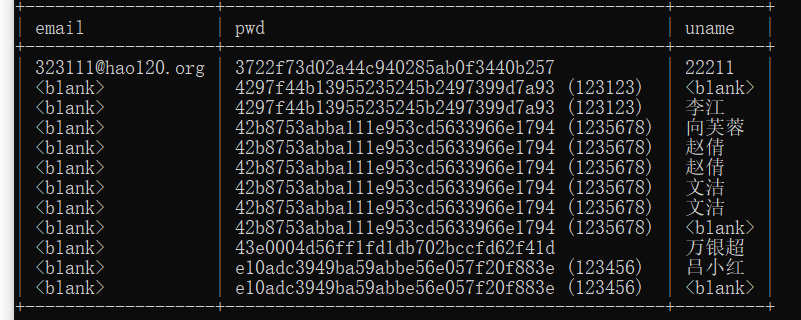 email pwd uname
323111@hao120.org 3722f73d02a44c940285ab0f3440b257 22211
<blank> 4297f44b13955235245b2497399d7a93 (123123) <blank>
<blank> 4297f44b13955235245b2497399d7a93 (123123) 李江
<blank> 42b8753abba111e953cd5633966e1794 (1235678) 向芙蓉
<blank> 42b8753abba111e953cd5633966e1794 (1235678) 赵倩
<blank> 42b8753abba111e953cd5633966e1794 (1235678) 赵倩
<blank> 42b8753abba111e953cd5633966e1794 (1235678) 文洁
<blank> 42b8753abba111e953cd5633966e1794 (1235678) 文洁
<blank> 42b8753abba111e953cd5633966e1794 (1235678) <blank>
<blank> 43e0004d56ff1fd1db702bccfd62f41d 万银超
<blank> e10adc3949ba59abbe56e057f20f883e (123456) 吕小红
<blank> e10adc3949ba59abbe56e057f20f883e (123456) <blank>